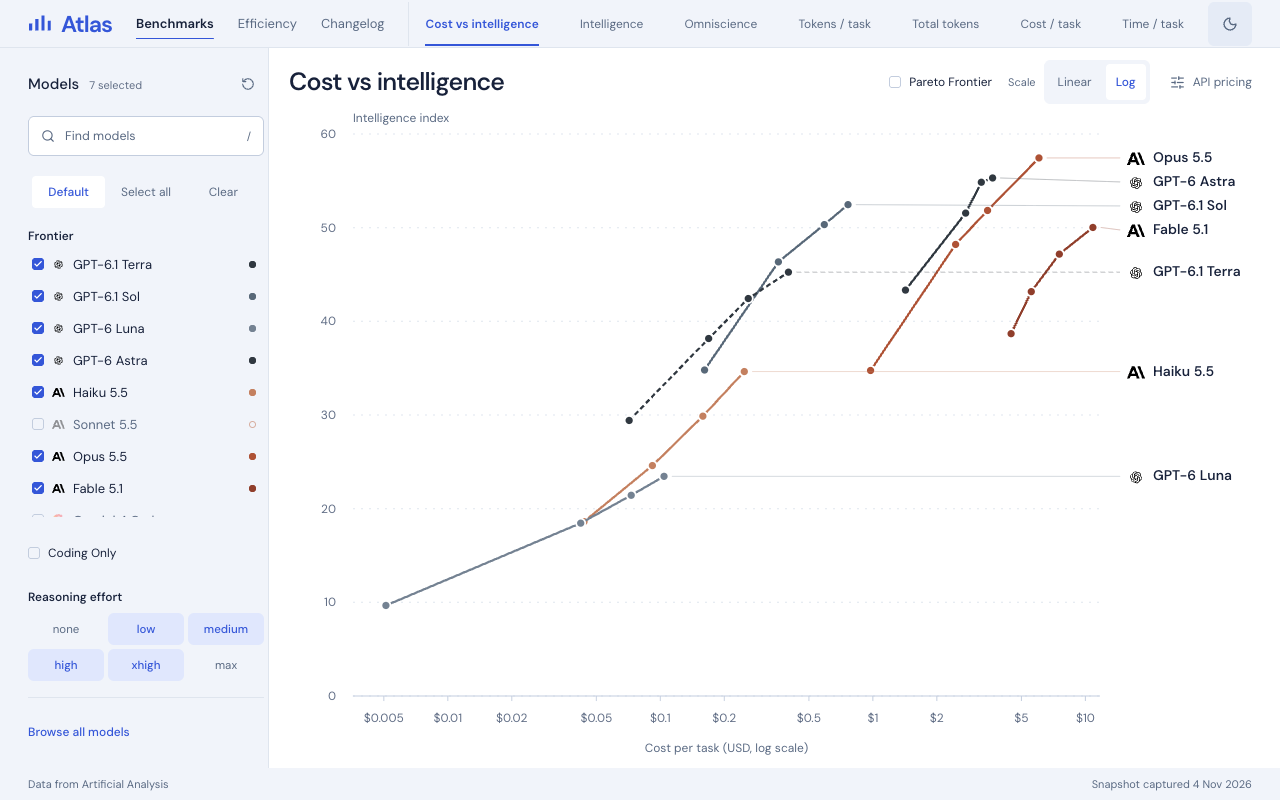 Atlas
Benchmarks Efficiency Changelog
Cost vs intelligence Intelligence Omniscience Tokens / task Total tokens Cost / task Time / task
Models 7 selected
Find models /
Default Select all Clear
Frontier
GPT-6.1 Terra
GPT-6.1 Sol
GPT-6 Luna
GPT-6 Astra
Haiku 5.5
Sonnet 5.5
Opus 5.5
Fable 5.1
Coding Only
Reasoning effort
none low medium
high xhigh max
Browse all models
Cost vs intelligence
Pareto Frontier Scale Linear Log API pricing
Intelligence index
60
50
40
30
20
10
0
Opus 5.5
GPT-6 Astra
GPT-6.1 Sol
Fable 5.1
GPT-6.1 Terra
Haiku 5.5
GPT-6 Luna
$0.005 $0.01 $0.02 $0.05 $0.1 $0.2 $0.5 $1 $2 $5 $10
Cost per task (USD, log scale)
Data from Artificial Analysis
Snapshot captured 4 Nov 2026